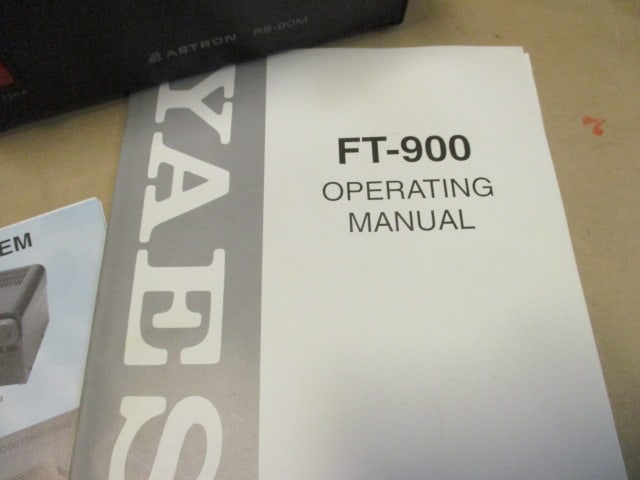 ASTRON RS-20M
YAES
FT-900
OPERATING
MANUAL
EM